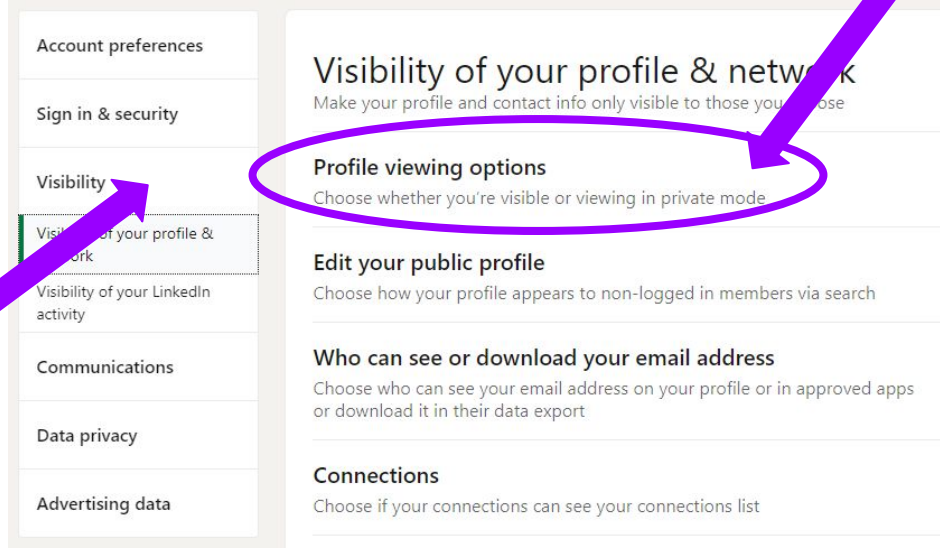 Account preferences
Sign in & security
Visibility
Visibility of your profile &
network
Visibility of your LinkedIn
activity
Communications
Data privacy
Advertising data
Visibility of your profile & network
Make your profile and contact info only visible to those you choose
Profile viewing options
Choose whether you're visible or viewing in private mode
Edit your public profile
Choose how your profile appears to non-logged in members via search
Who can see or download your email address
Choose who can see your email address on your profile or in approved apps
or download it in their data export
Connections
Choose if your connections can see your connections list